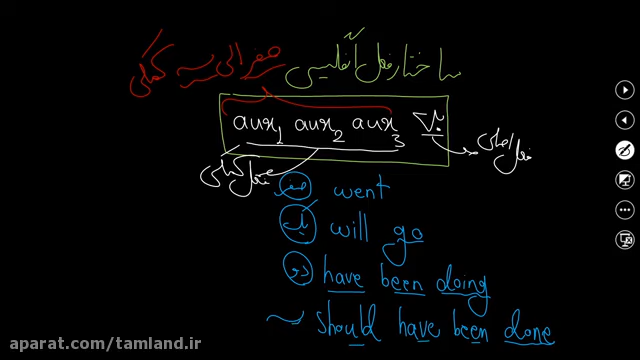 ساختار فعل انگلیسی صفر الی سه کمکی
aux1 aux2 aux3 V.
فعل اصلی
فعل کمکی
صفر went
یک will go
دو have been doing
سه should have been done
aparat.com/tamland.ir